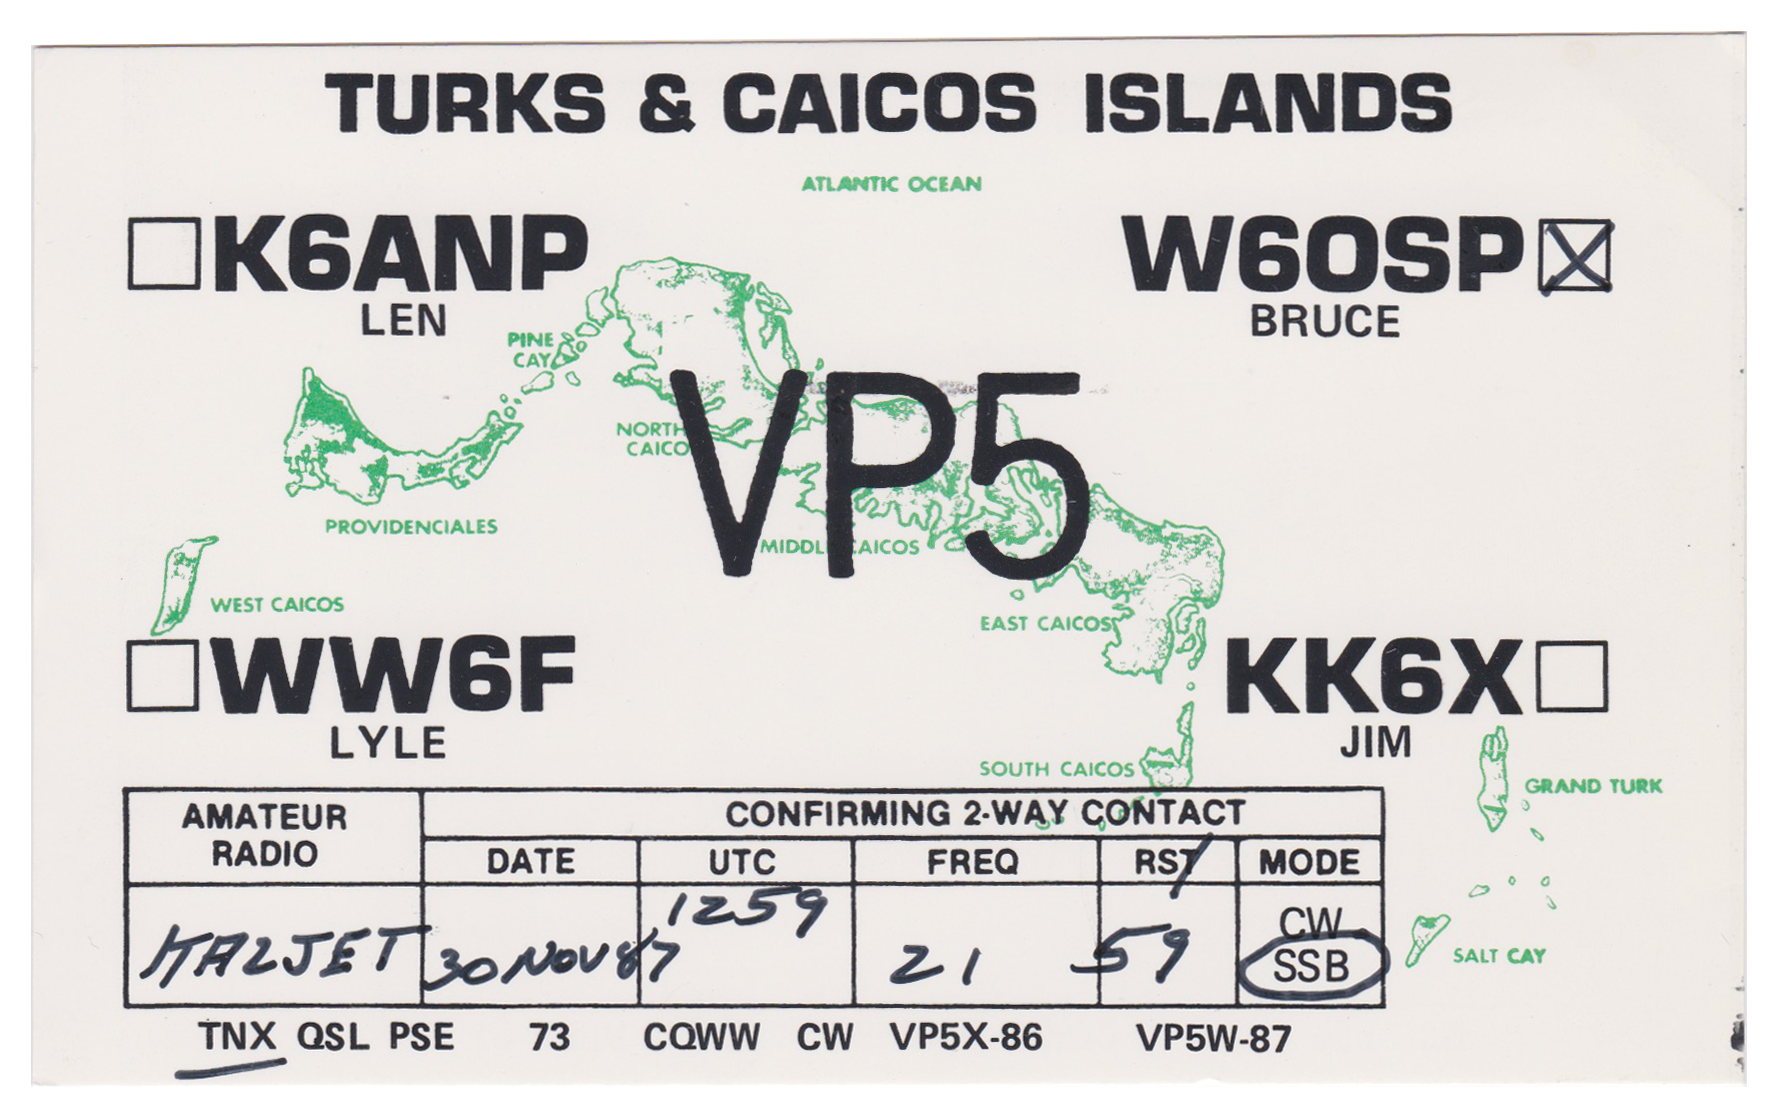 TURKS & CAICOS ISLANDS
ATLANTIC OCEAN
K6ANP
LEN
W6OSP
BRUCE
PINE
CAY
VP5
NORTH
CAICO
PROVIDENCIALES
MIDDL CAICOS
WEST CAICOS
EAST CAICOS
WW6F
LYLE
KK6X
JIM
SOUTH CAICOS
GRAND TURK
AMATEUR
RADIO
CONFIRMING 2-WAY CONTACT
DATE UTC FREQ RST MODE
KA2JET 30 NOV 87 1259 21 59 CW
SSB
SALT CAY
TNX QSL PSE 73 CQWW CW VP5X-86 VP5W-87